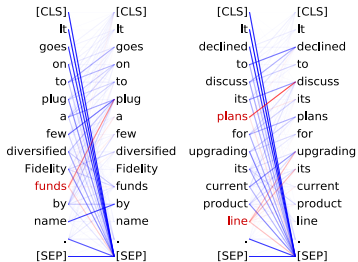 [CLS] [CLS] [CLS] [CLS]
It It It It
goes goes declined declined
on on to to
to to discuss discuss
plug plug its its
a a plans plans
few few for for
diversified diversified upgrading upgrading
Fidelity Fidelity its its
funds funds current current
by by product product
name name line line
. . . .
[SEP] [SEP] [SEP] [SEP]